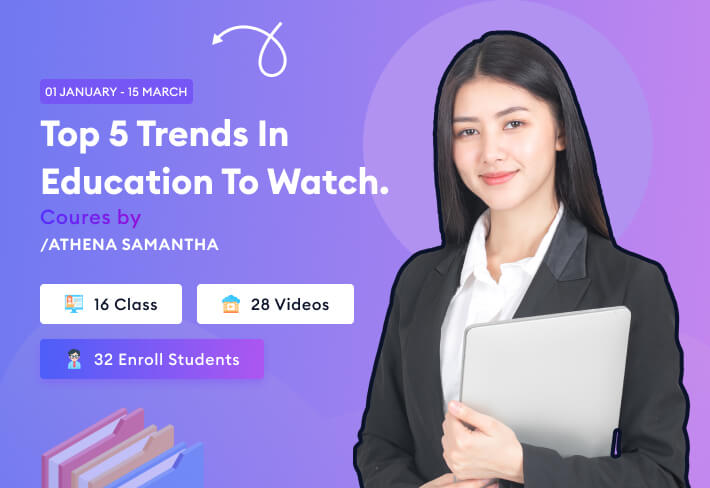 01 JANUARY - 15 MARCH
Top 5 Trends In
Education To Watch.
Coures by
/ATHENA SAMANTHA
16 Class
28 Videos
32 Enroll Students